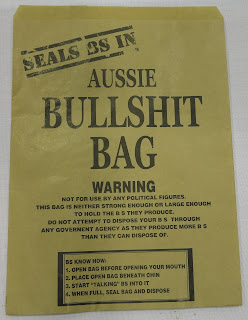 SEALS BS IN
AUSSIE
BULLSHIT
BAG
WARNING
NOT FOR USE BY ANY POLITICAL FIGURES.
THIS BAG IS NEITHER STRONG ENOUGH OR LARGE ENOUGH
TO HOLD THE B S THEY PRODUCE.
DO NOT ATTEMPT TO DISPOSE YOUR B S THROUGH
ANY GOVERMENT AGENCY AS THEY PRODUCE MORE B S
THAN THEY CAN DISPOSE OF.
BS KNOW HOW:
1. OPEN BAG BEFORE OPENING YOUR MOUTH
2. PLACE OPEN BAG BENEATH CHIN
3. START "TALKING" BS INTO IT
4. WHEN FULL, SEAL BAG AND DISPOSE